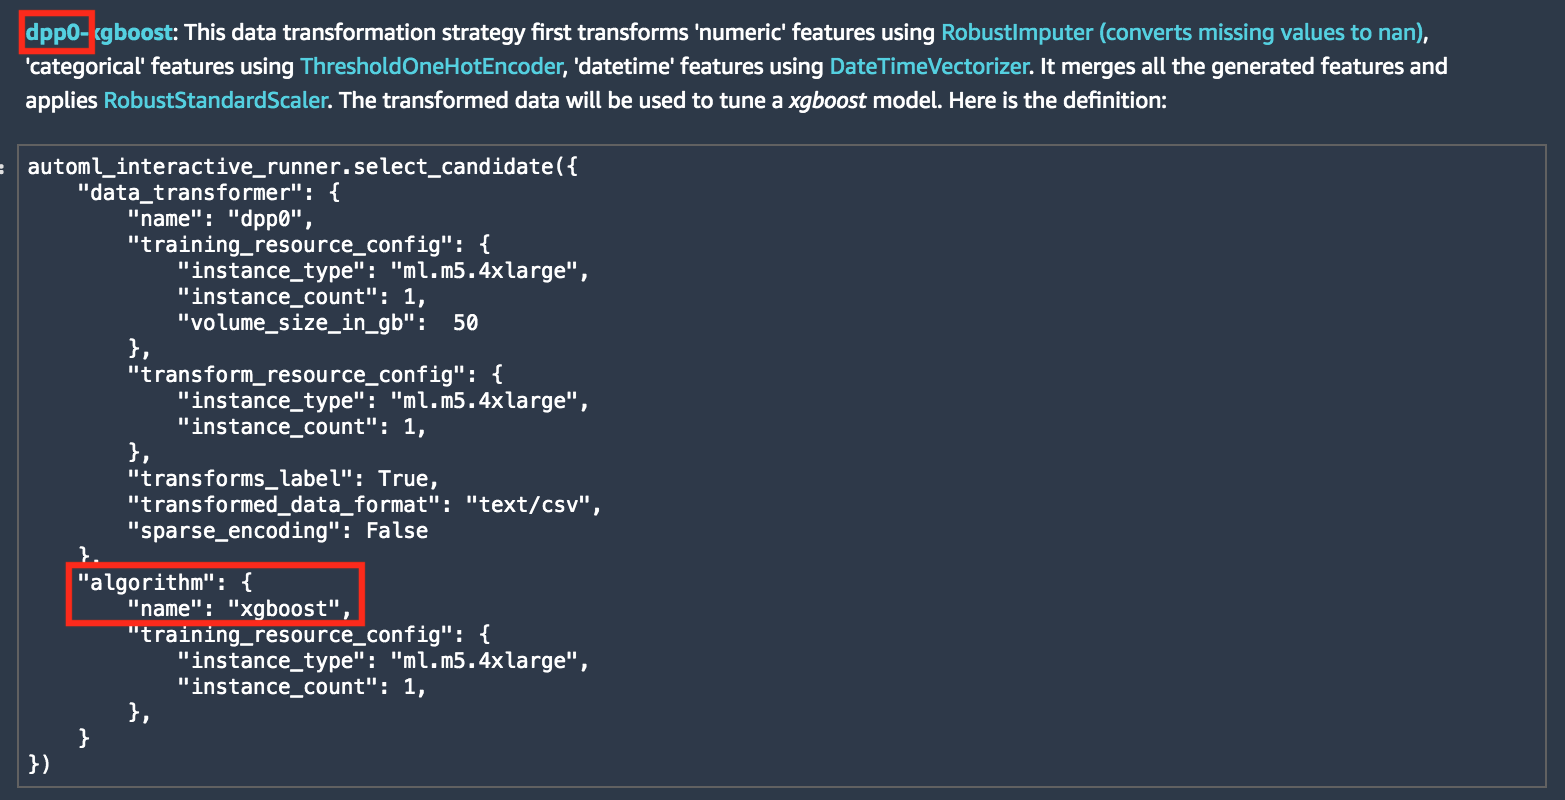 dpp0-xgboost: This data transformation strategy first transforms 'numeric' features using RobustImputer (converts missing values to nan),
'categorical' features using ThresholdOneHotEncoder, 'datetime' features using DateTimeVectorizer. It merges all the generated features and
applies RobustStandardScaler. The transformed data will be used to tune a xgboost model. Here is the definition:
:
automl_interactive_runner.select_candidate({
    "data_transformer": {
        "name": "dpp0",
        "training_resource_config": {
            "instance_type": "ml.m5.4xlarge",
            "instance_count": 1,
            "volume_size_in_gb":  50
        },
        "transform_resource_config": {
            "instance_type": "ml.m5.4xlarge",
            "instance_count": 1,
        },
        "transforms_label": True,
        "transformed_data_format": "text/csv",
        "sparse_encoding": False
    },
    "algorithm": {
        "name": "xgboost",
        "training_resource_config": {
            "instance_type": "ml.m5.4xlarge",
            "instance_count": 1,
        },
    }
})